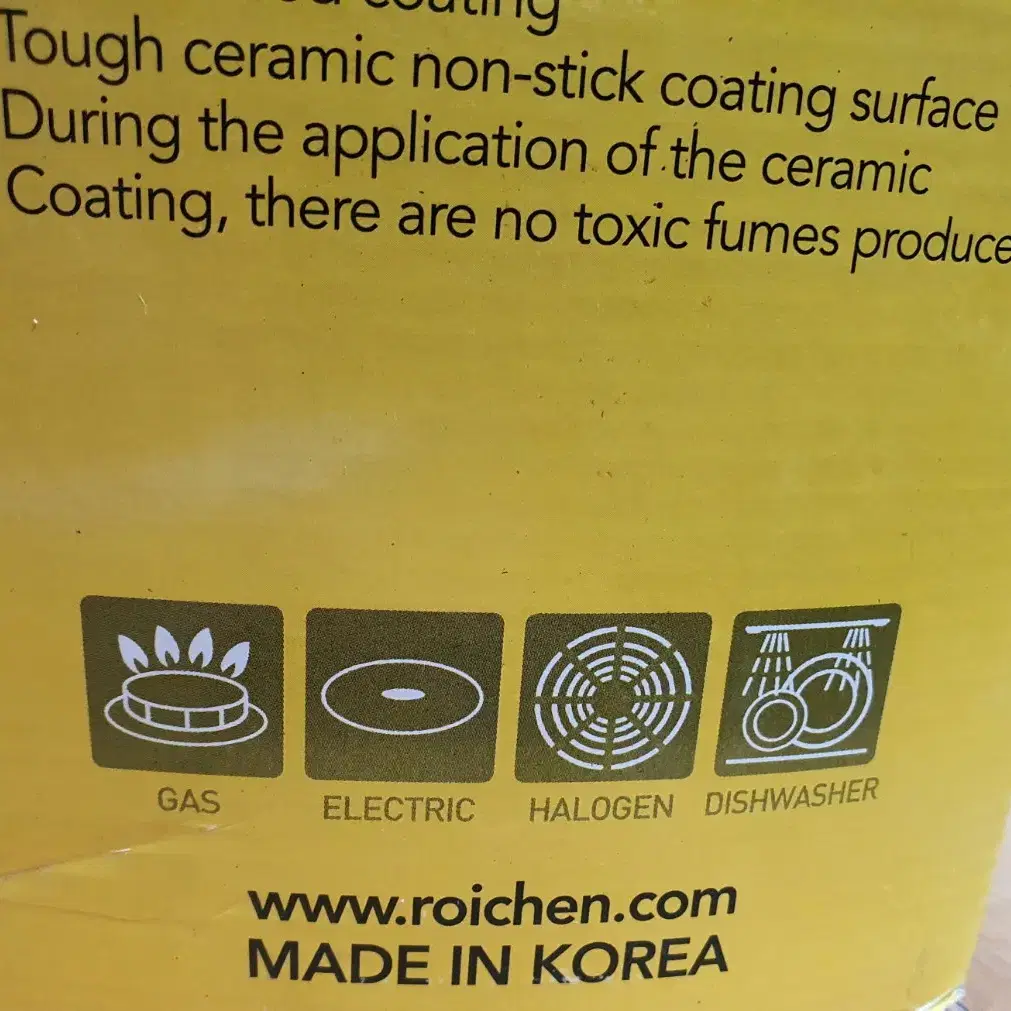 coating
Tough ceramic non-stick coating surface
During the application of the ceramic
Coating, there are no toxic fumes produce
GAS ELECTRIC HALOGEN DISHWASHER
www.roichen.com
MADE IN KOREA